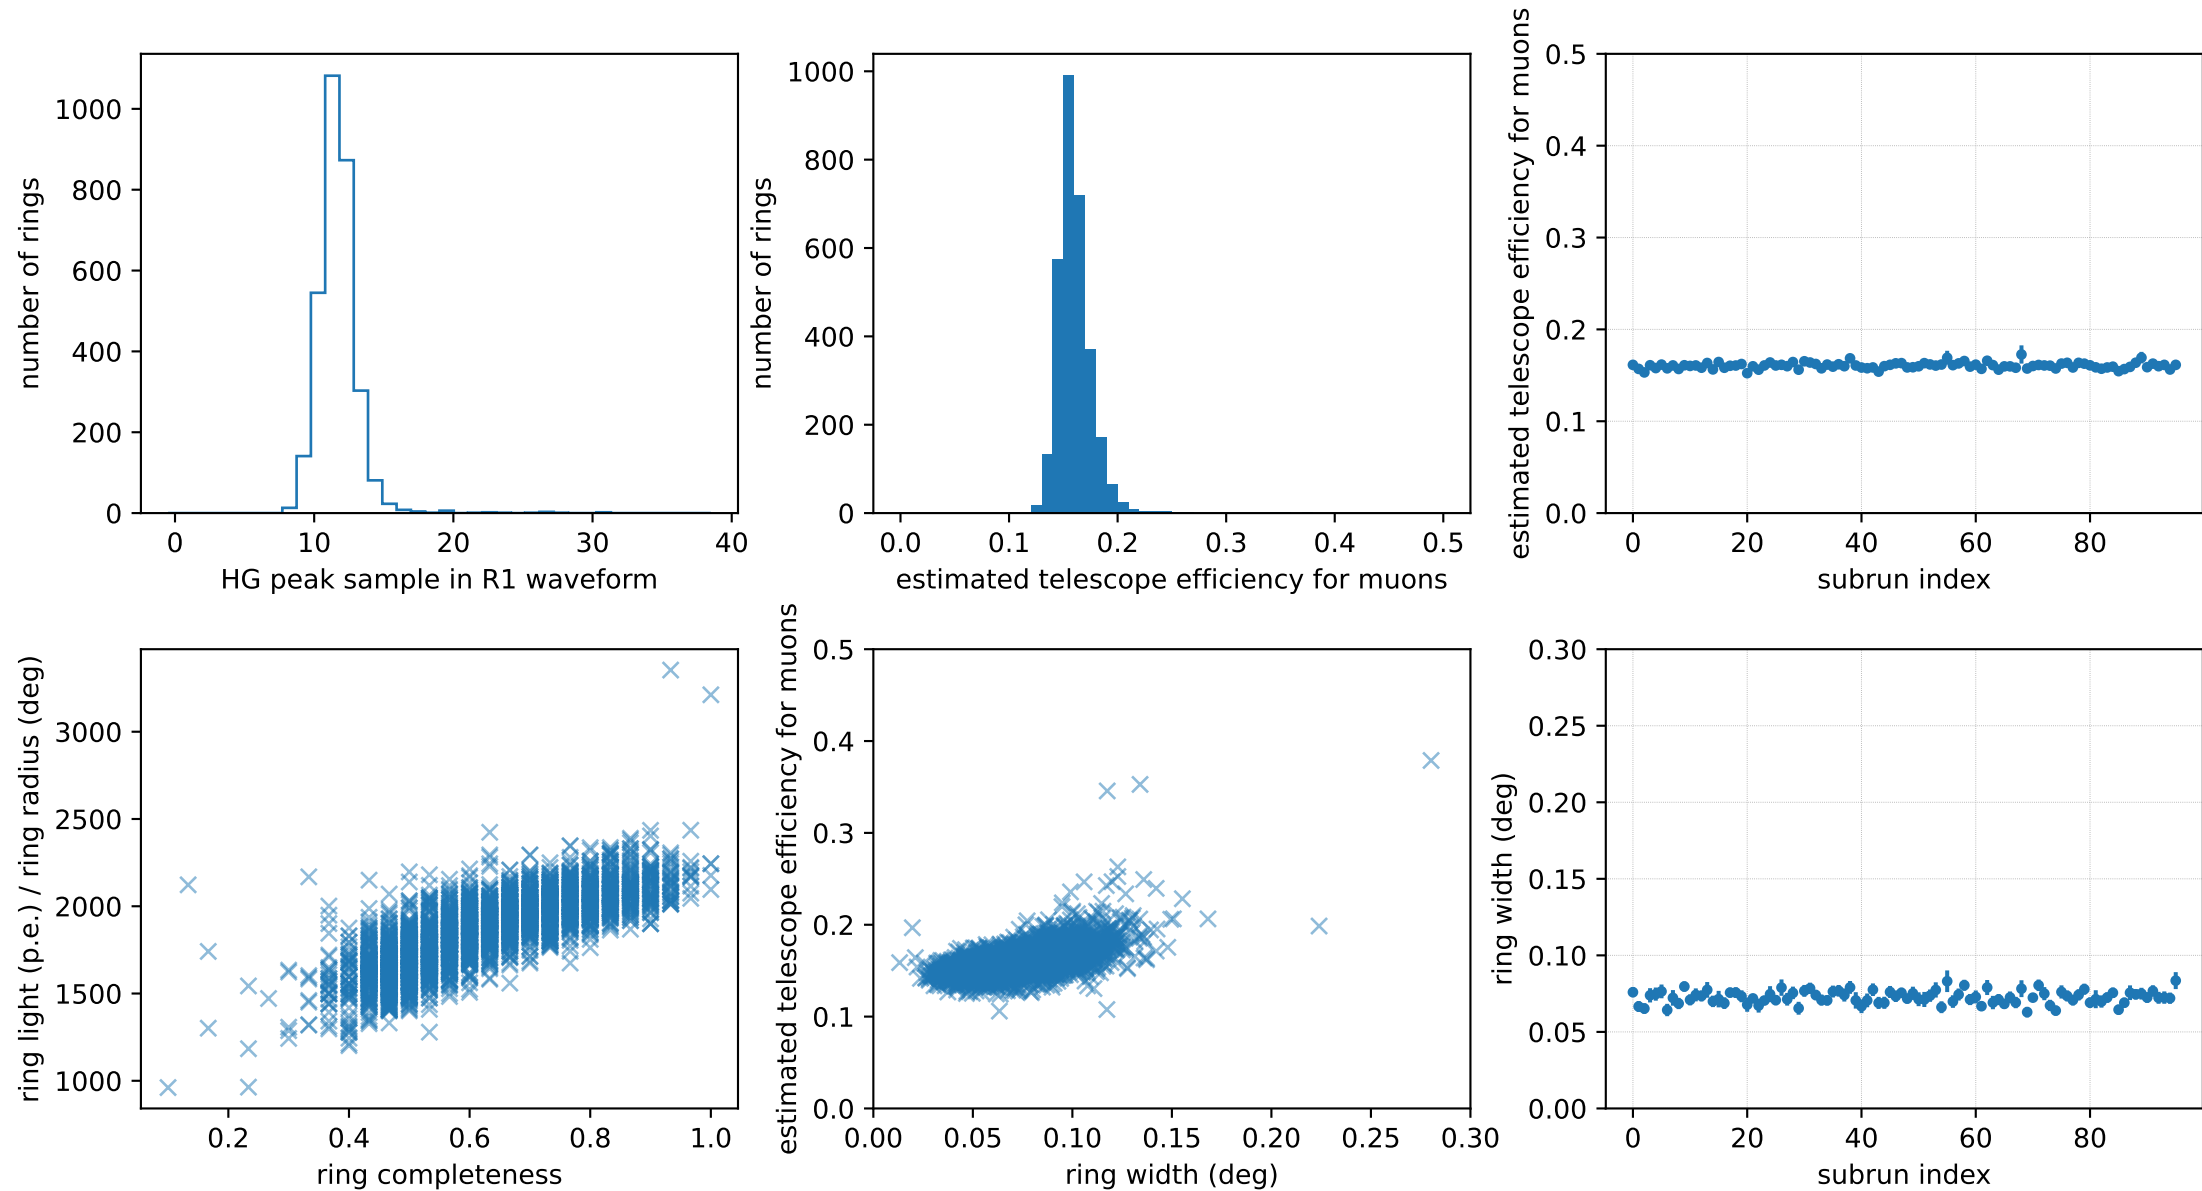 1000
800
600
400
200
0
number of rings
0 10 20 30 40
HG peak sample in R1 waveform
1000
800
600
400
200
0
number of rings
0.0 0.1 0.2 0.3 0.4 0.5
estimated telescope efficiency for muons
0.5
0.4
0.3
0.2
0.1
0.0
estimated telescope efficiency for muons
0 20 40 60 80
subrun index
3000
2500
2000
1500
1000
ring light (p.e.) / ring radius (deg)
0.2 0.4 0.6 0.8 1.0
ring completeness
0.5
0.4
0.3
0.2
0.1
0.0
estimated telescope efficiency for muons
0.00 0.05 0.10 0.15 0.20 0.25 0.30
ring width (deg)
0.30
0.25
0.20
0.15
0.10
0.05
0.00
ring width (deg)
0 20 40 60 80
subrun index